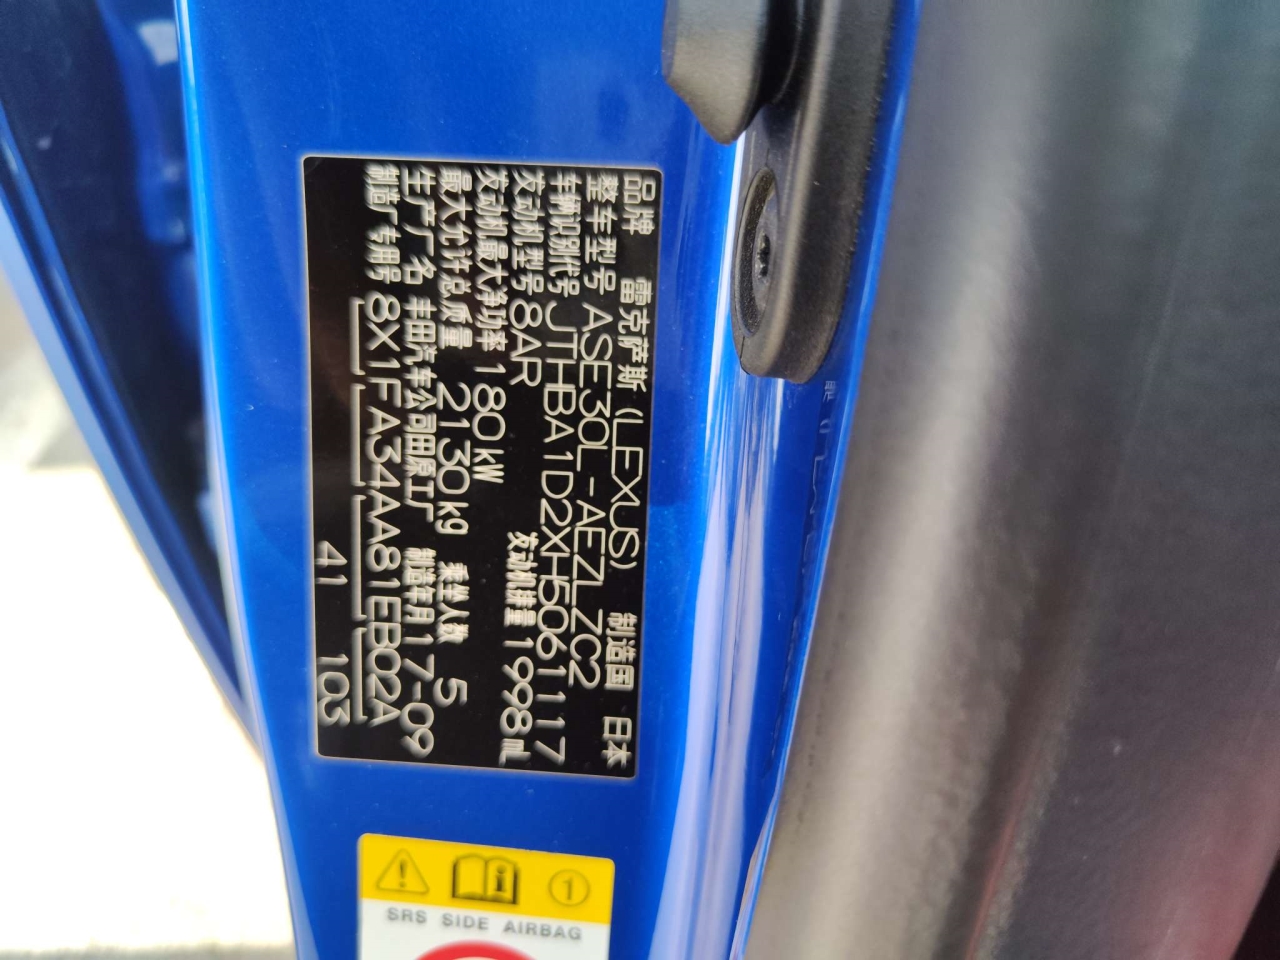 品牌 雷克萨斯(LEXUS) 制造国 日本
整车型号 ASE30L-AEZLZC2
车辆识别代号 JTHBA1D2XH5061117
发动机型号 8AR 发动机排量 1998mL
发动机最大净功率 180kW
最大允许总质量 2130kg 乘坐人数 5
生产厂名 丰田汽车公司田原工厂 制造年月 17-09
制造厂专用号 8X1FA34AA81EB02A
41 103
SRS SIDE AIRBAG